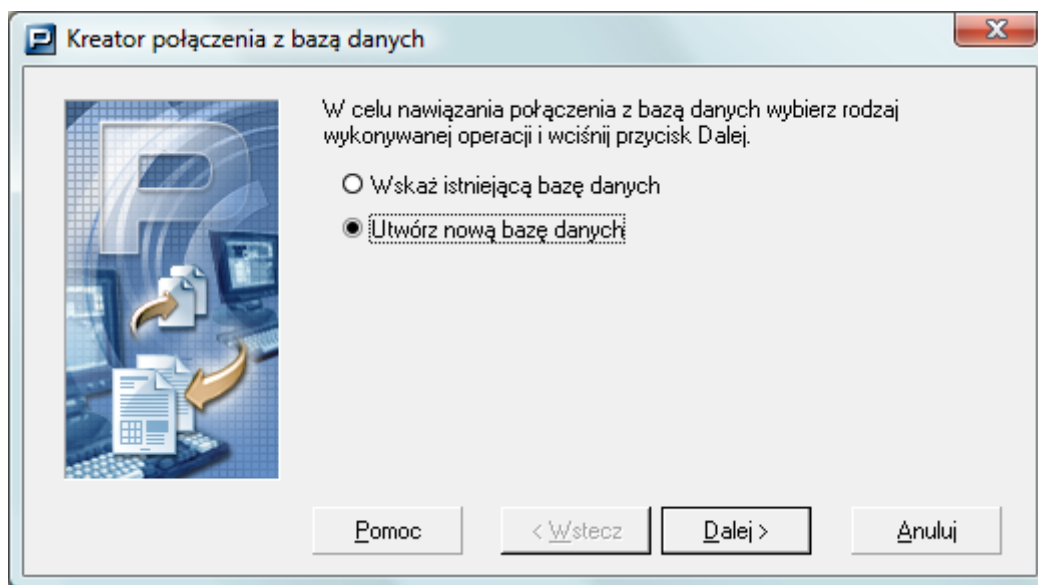 Kreator połączenia z bazą danych
W celu nawiązania połączenia z bazą danych wybierz rodzaj
wykonywanej operacji i wciśnij przycisk Dalej.
Wskaż istniejącą bazę danych
Utwórz nową bazę danych
Pomoc
< Wstecz
Dalej >
Anuluj